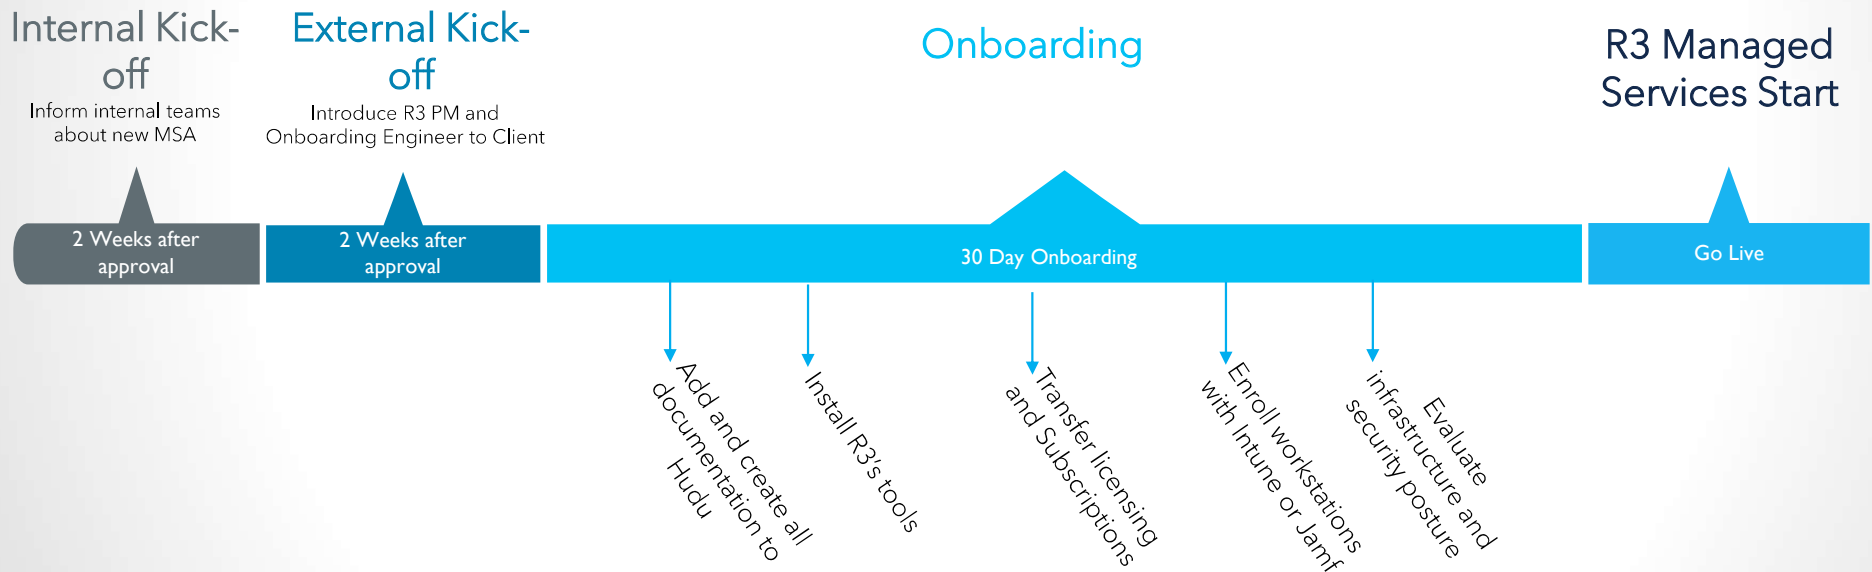 Internal Kick-
off
Inform internal teams
about new MSA
External Kick-
off
Introduce R3 PM and
Onboarding Engineer to Client
Onboarding
R3 Managed
Services Start
2 Weeks after
approval
2 Weeks after
approval
30 Day Onboarding
Go Live
Add and create all
documentation to
Hudu
Install R3's tools
Transfer licensing
and Subscriptions
Enroll workstations
with Intune or Jamf
Evaluate
infrastructure and
security posture